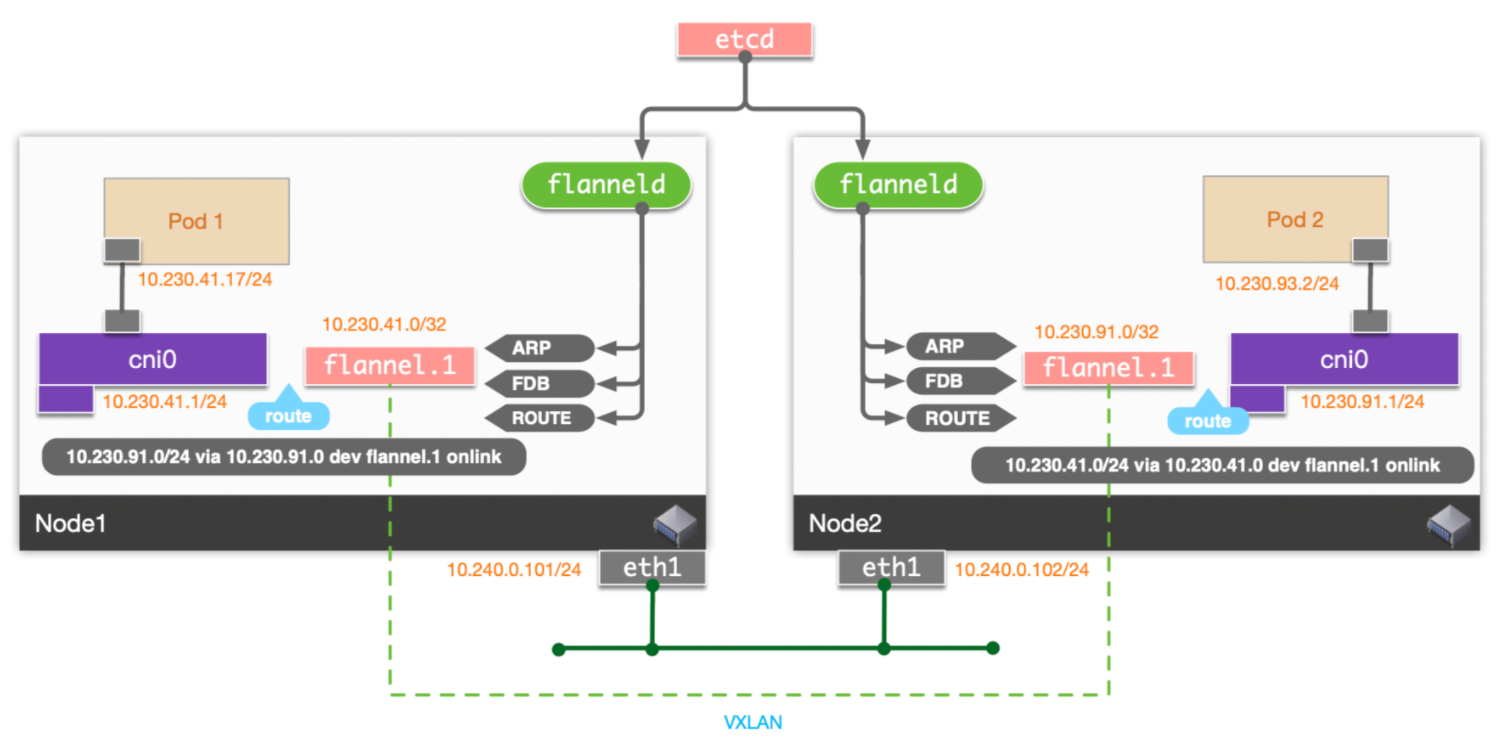 etcd
flanneld
Pod 1
10.230.41.17/24
10.230.41.0/32
cni0
flannel.1
ARP
FDB
ROUTE
10.230.41.1/24
route
10.230.91.0/24 via 10.230.91.0 dev flannel.1 onlink
Node1
10.240.0.101/24
eth1
flanneld
Pod 2
10.230.93.2/24
ARP
FDB
ROUTE
10.230.91.0/32
flannel.1
cni0
10.230.91.1/24
route
10.230.41.0/24 via 10.230.41.0 dev flannel.1 onlink
Node2
eth1
10.240.0.102/24
VXLAN